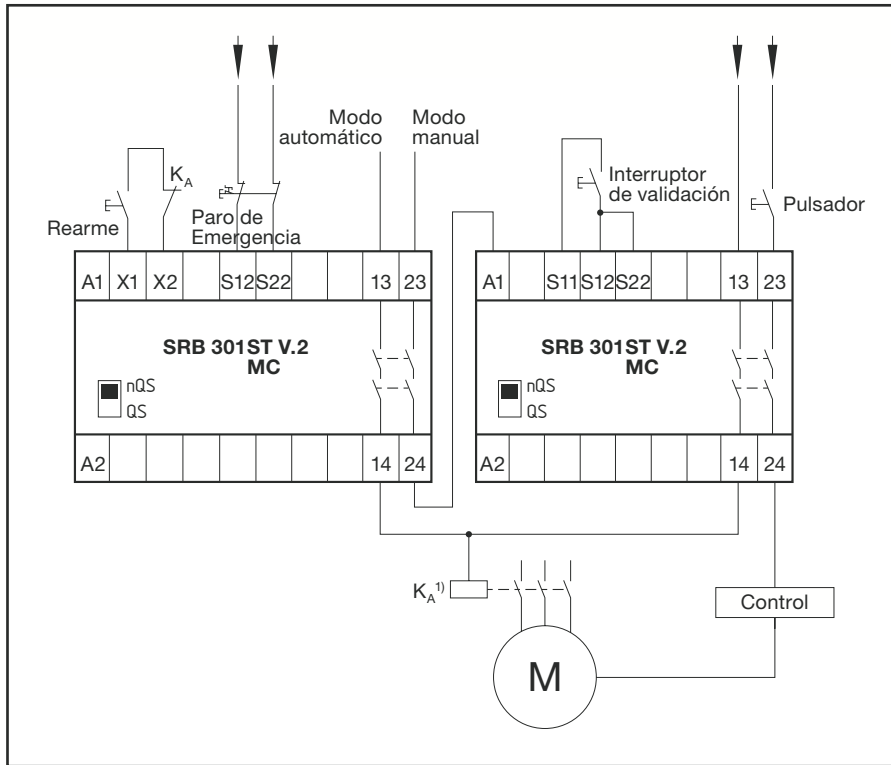 Modo
automático
Modo
manual
K_A
Rearme
Paro de
Emergencia
Interruptor
de validación
Pulsador
A1 X1 X2 S12 S22 13 23
A1 S11 S12 S22 13 23
SRB 301ST V.2
MC
nQS
QS
SRB 301ST V.2
MC
nQS
QS
A2 14 24
A2 14 24
K_A 1)
Control
M